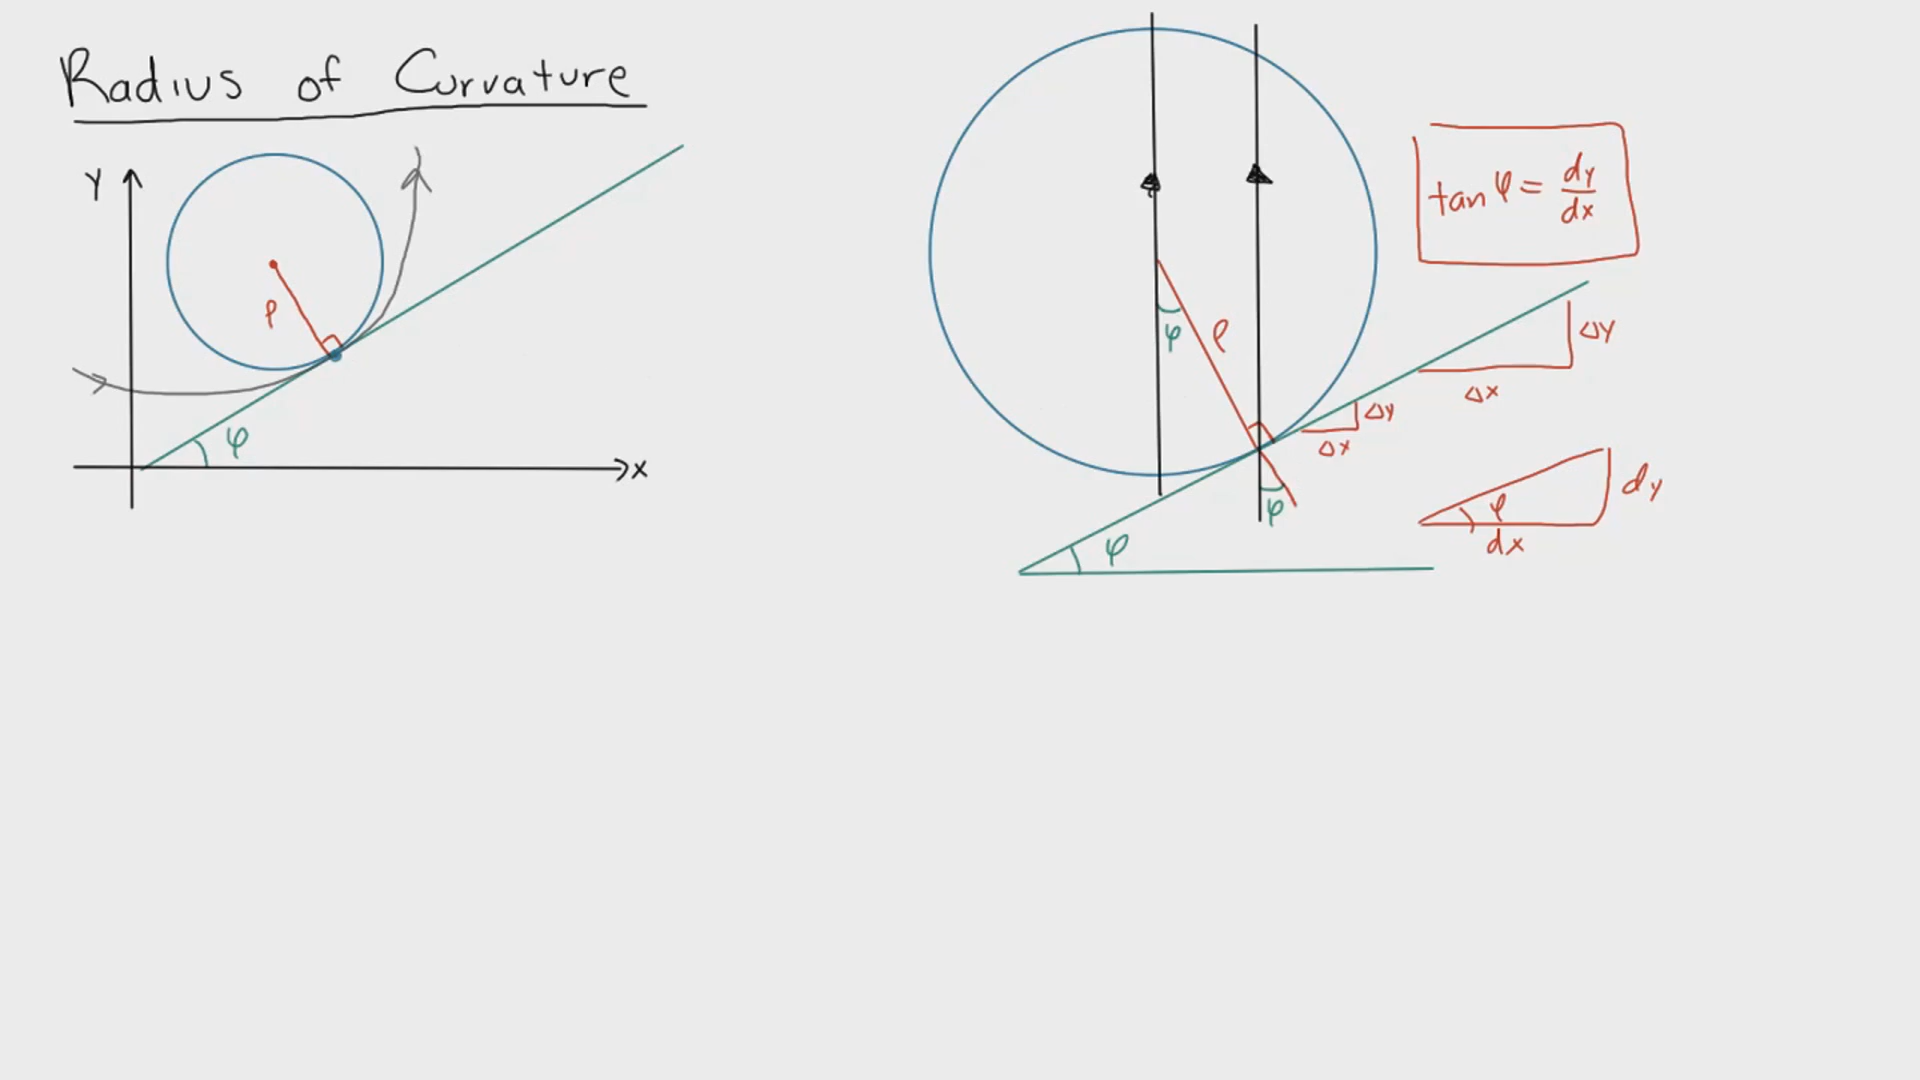 Radius of Curvature
Y
ρ
φ
x
φ
ρ
φ
φ
tan φ = dy/dx
Δy
Δx
Δy
Δx
φ
dy
dx